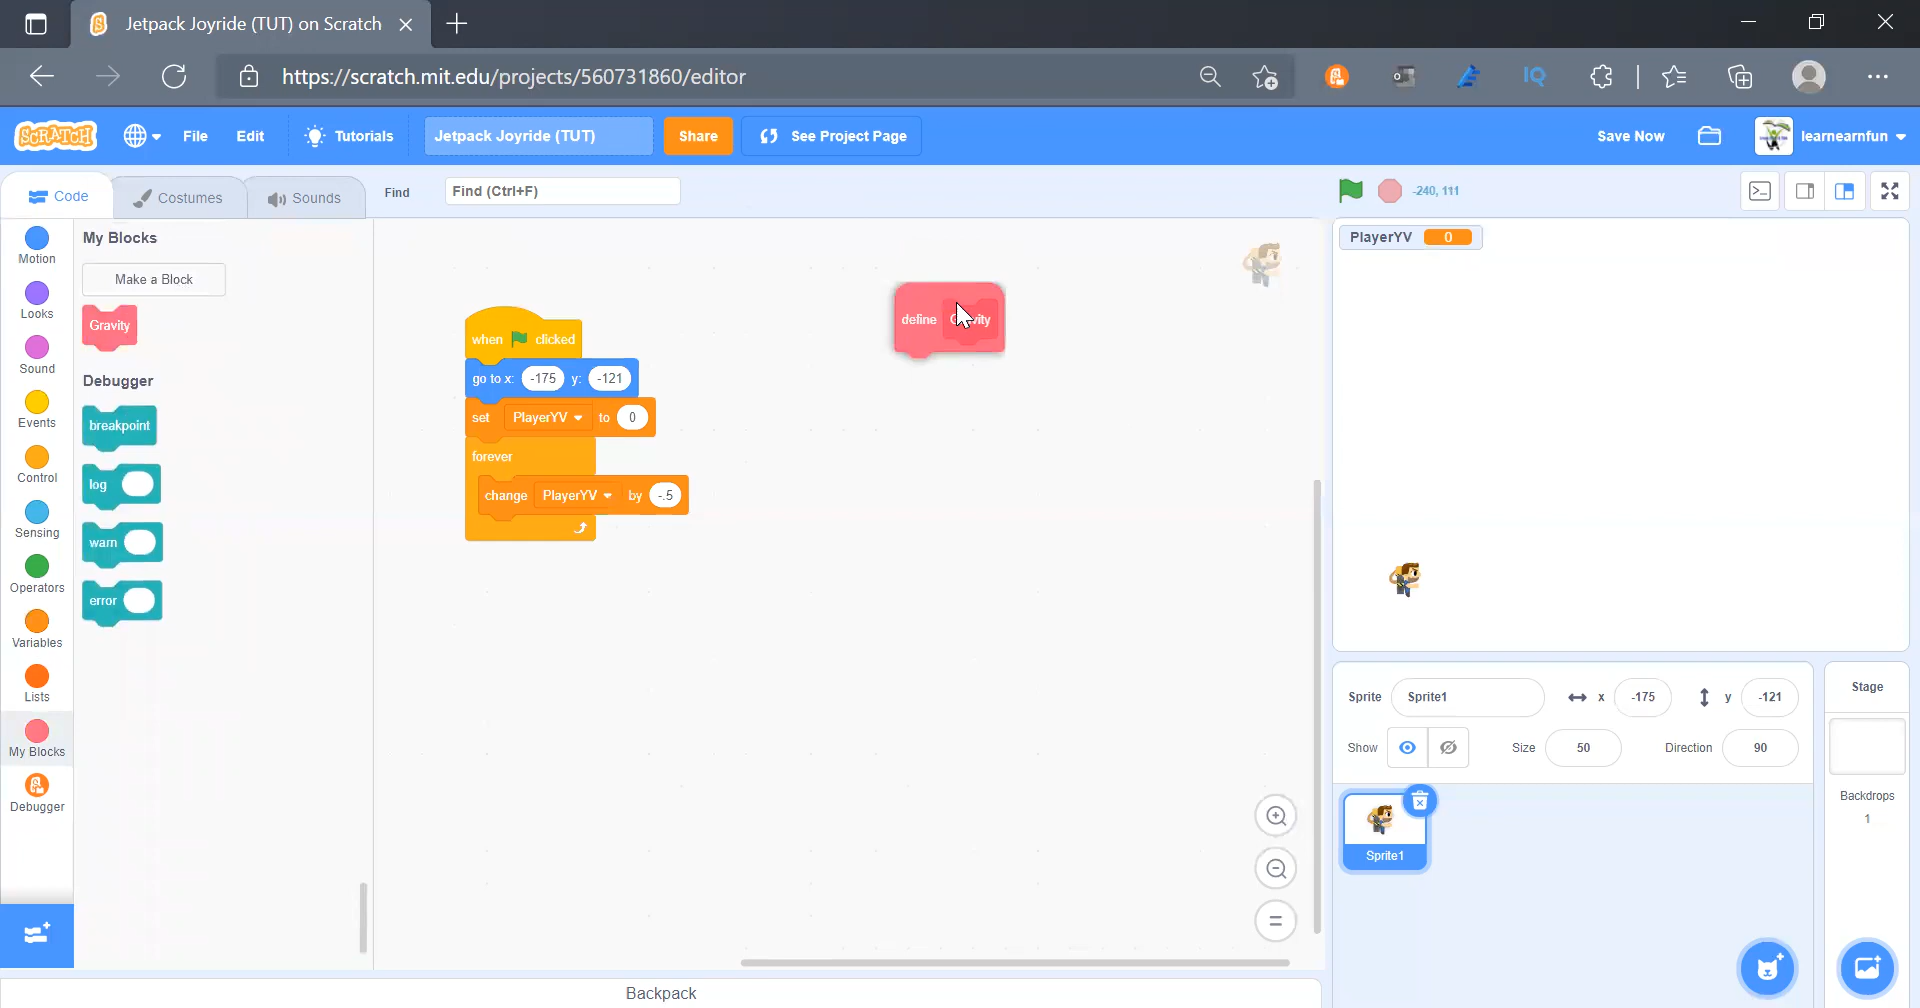 Jetpack Joyride (TUT) on Scratch
https://scratch.mit.edu/projects/560731860/editor
IQ
SCRATCH File Edit Tutorials Jetpack Joyride (TUT) Share See Project Page Save Now learnearnfun
Code Costumes Sounds Find Find (Ctrl+F) -240, 111
Motion
Looks
Sound
Events
Control
Sensing
Operators
Variables
Lists
My Blocks
Debugger
My Blocks
Make a Block
Gravity
Debugger
breakpoint
log
warn
error
when clicked
go to x: -175 y: -121
set PlayerYV to 0
forever
change PlayerYV by -.5
define
PlayerYV 0
Sprite Sprite1 x -175 y -121
Show Size 50 Direction 90
Sprite1
Stage
Backdrops
1
Backpack